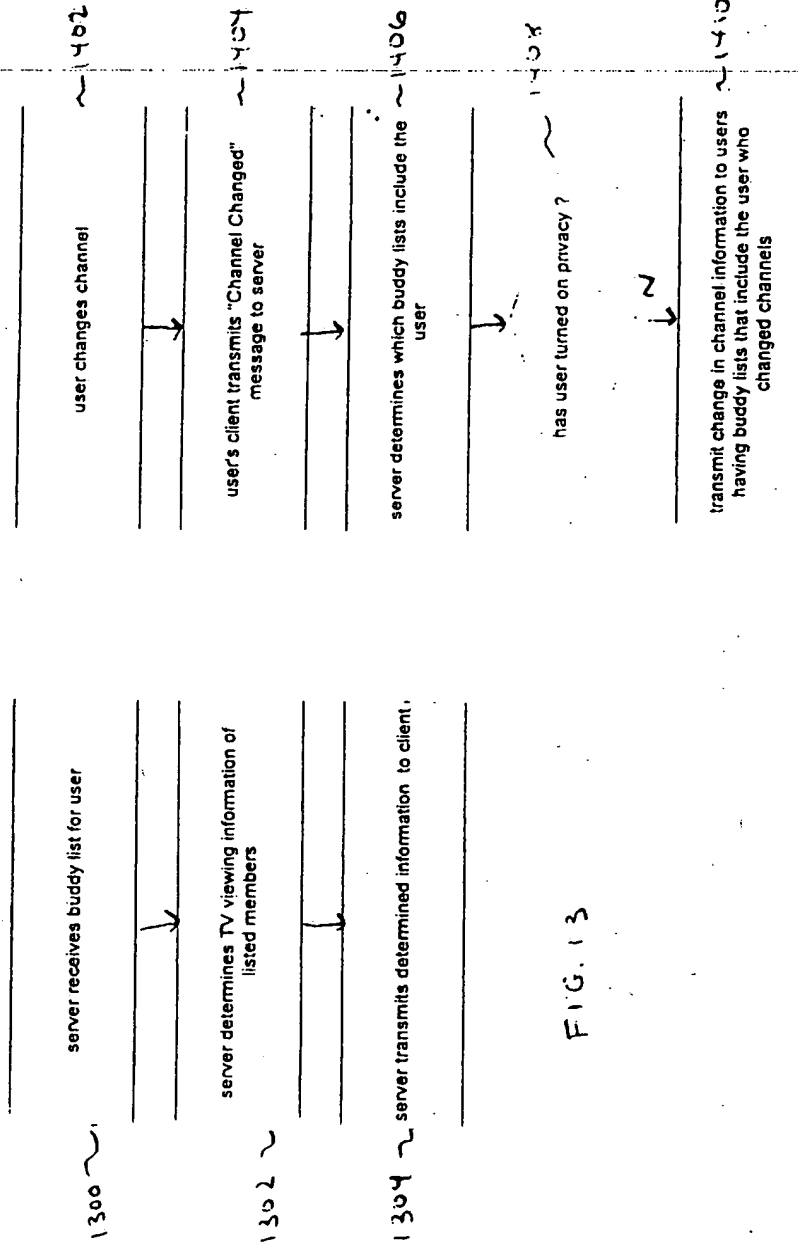 1300
server receives buddy list for user
1302
server determines TV viewing information of
listed members
1304
server transmits determined information to client
FIG. 13
user changes channel
1402
user's client transmits "Channel Changed"
message to server
1404
server determines which buddy lists include the
user
1406
has user turned on privacy ?
1408
N
transmit change in channel information to users
having buddy lists that include the user who
changed channels
1410